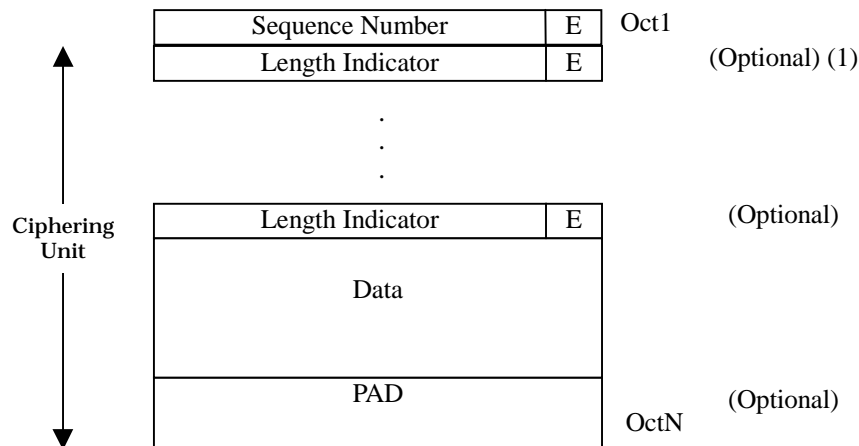 Sequence Number E Oct1
Length Indicator E (Optional) (1)
.
.
.
Length Indicator E (Optional)
Ciphering
Unit
Data
PAD (Optional)
OctN